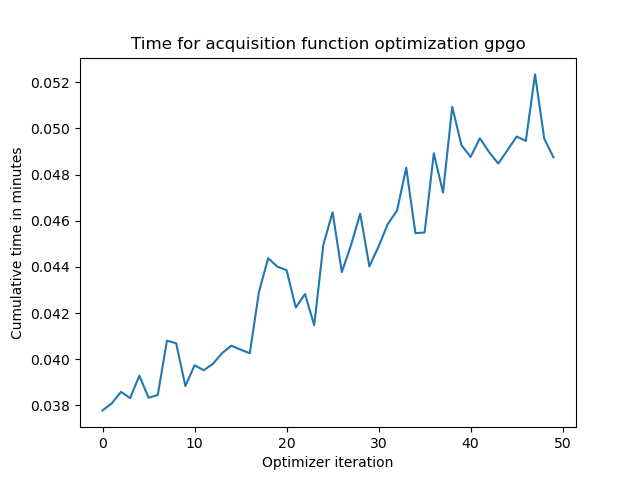 Time for acquisition function optimization gpgo
Cumulative time in minutes
0.052
0.050
0.048
0.046
0.044
0.042
0.040
0.038
0 10 20 30 40 50
Optimizer iteration